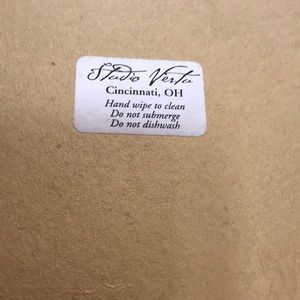 Studio Vertu
Cincinnati, OH
Hand wipe to clean
Do not submerge
Do not dishwash